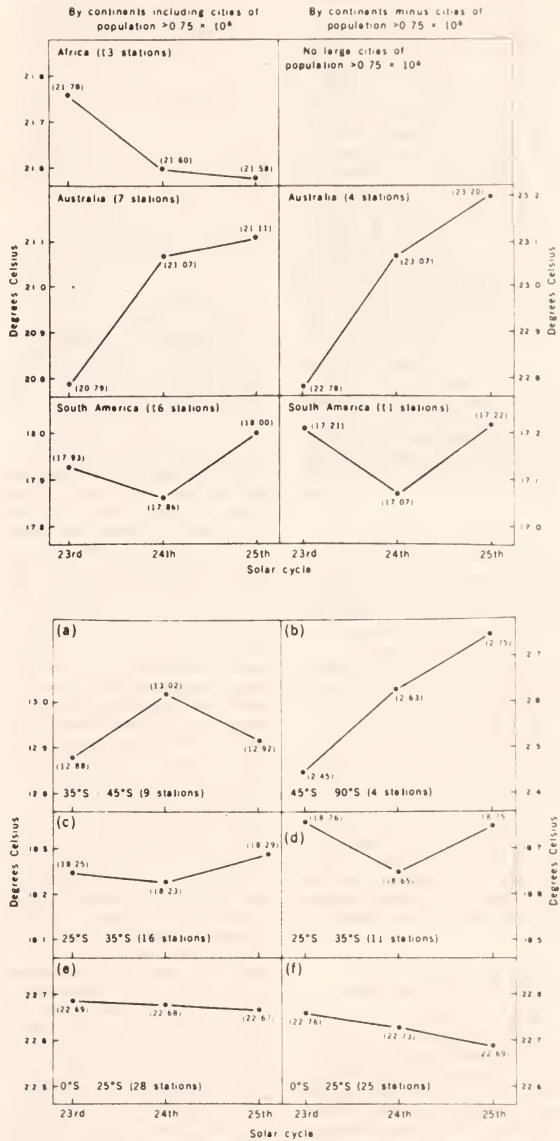 By continents including cities of
population >0 75 × 10⁶
By continents minus cities of
population >0 75 × 10⁶
Africa (13 stations)
21.8
21.7
21.6
(21.78)
(21.60)
(21 58)
No large cities of
population >0 75 × 10⁶
Degrees Celsius
Australia (7 stations)
21.1
21.0
20.9
20.8
(20 79)
(21.07)
(21.11)
Australia (4 stations)
(22 78)
(23 07)
(23 20)
23.2
23.1
23.0
22.9
22.8
Degrees Celsius
South America (16 stations)
18.0
17.9
17.8
(17 93)
(17 86)
(18 00)
South America (11 stations)
(17 21)
(17 07)
(17 22)
17.2
17.1
17.0
23rd 24th 25th 23rd 24th 25th
Solar cycle
(a)
13.0
12.9
12.8
(12 88)
(13 02)
(12 92)
35°S 45°S (9 stations)
(b)
(2 45)
(2 63)
(2.75)
2.7
2.6
2.5
2.4
45°S 90°S (4 stations)
Degrees Celsius
(c)
18.3
18.2
18.1
(18 25)
(18 23)
(18 29)
25°S 35°S (16 stations)
(d)
(18 76)
(18 65)
18 75
18.7
18.6
18.5
25°S 35°S (11 stations)
Degrees Celsius
(e)
22.7
22.6
22.5
(22 69)
(22 68)
(22 67)
0°S 25°S (28 stations)
(f)
(22 76)
(22 73)
22 69
22.8
22.7
22.6
0°S 25°S (25 stations)
23rd 24th 25th 23rd 24th 25th
Solar cycle